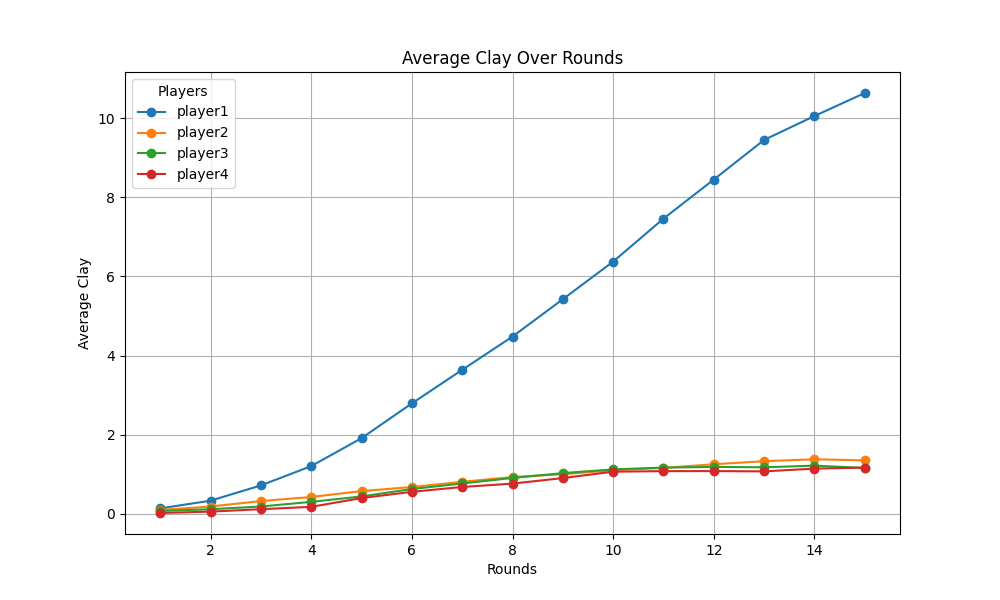 Average Clay Over Rounds
Players
player1
player2
player3
player4
Average Clay
10
8
6
4
2
0
2 4 6 8 10 12 14
Rounds